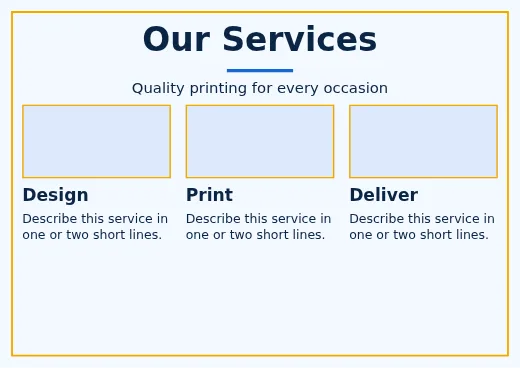 Our Services
Quality printing for every occasion
Design
Describe this service in
one or two short lines.
Print
Describe this service in
one or two short lines.
Deliver
Describe this service in
one or two short lines.